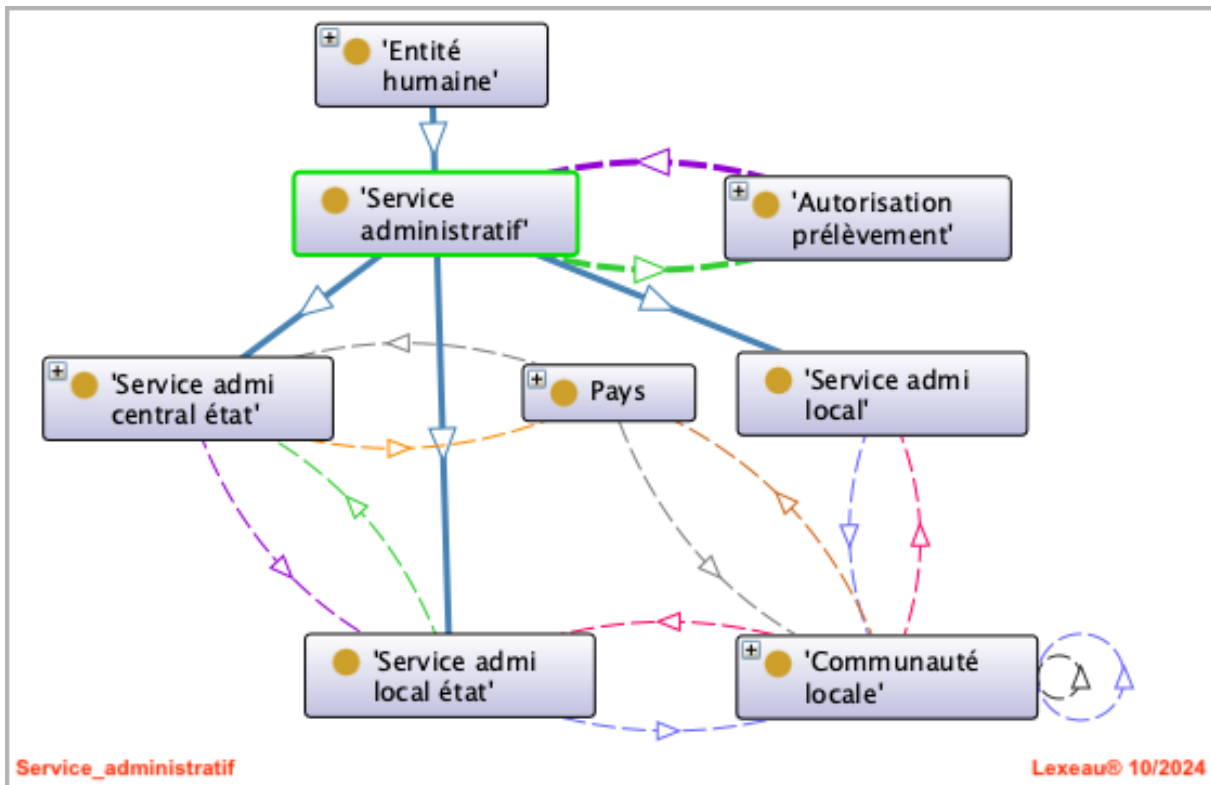 'Entité
humaine'
'Service
administratif'
'Autorisation
prélèvement'
'Service admi
central état'
Pays
'Service admi
local'
'Service admi
local état'
'Communauté
locale'
Service_administratif
Lexeau® 10/2024